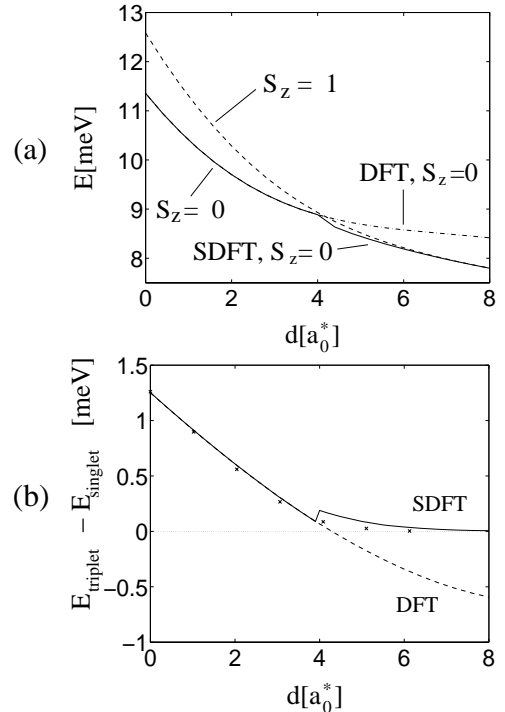 (a)
E[meV]
13
12
11
10
9
8
S_z = 1
S_z = 0
DFT, S_z=0
SDFT, S_z=0
0 2 4 6 8
d[a_0^*]
(b)
E_triplet − E_singlet [meV]
1.5
1
0.5
0
−0.5
−1
SDFT
DFT
0 2 4 6 8
d[a_0^*]